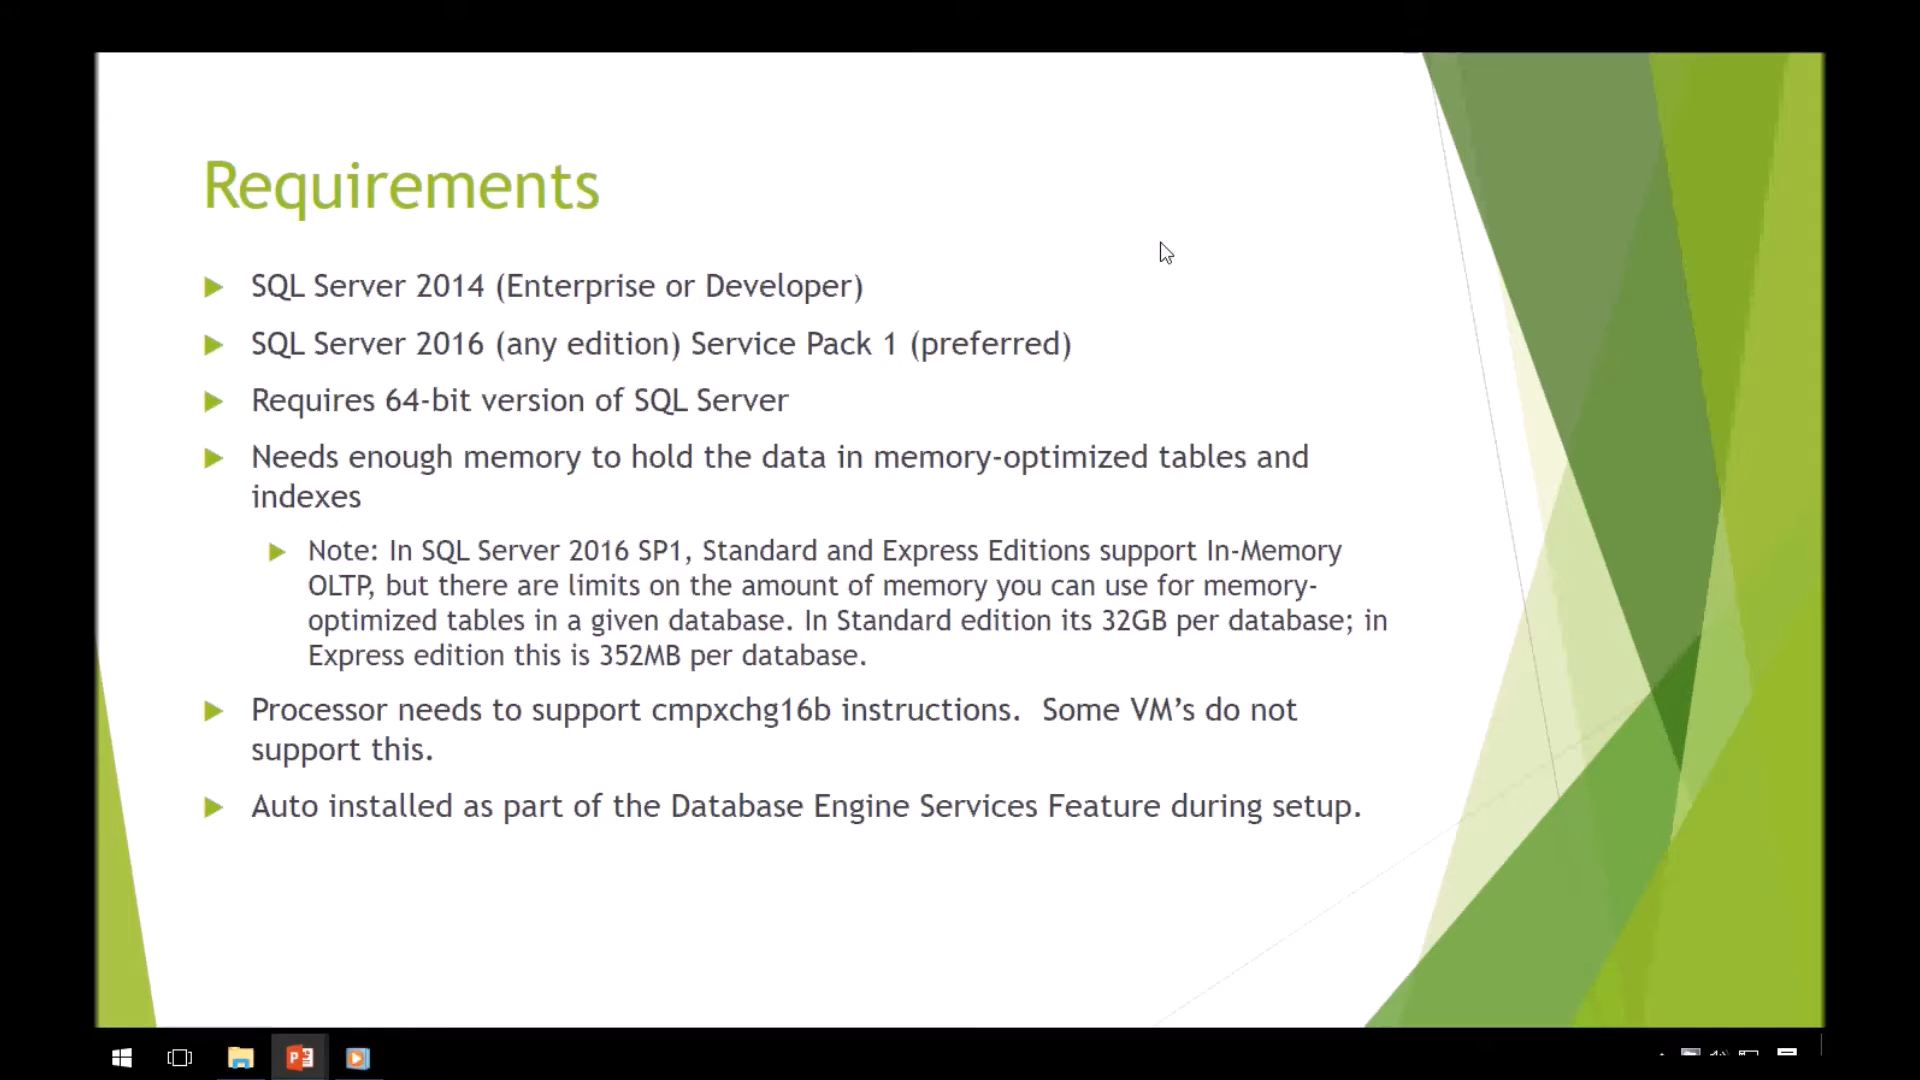 Requirements
SQL Server 2014 (Enterprise or Developer)
SQL Server 2016 (any edition) Service Pack 1 (preferred)
Requires 64-bit version of SQL Server
Needs enough memory to hold the data in memory-optimized tables and
indexes
Note: In SQL Server 2016 SP1, Standard and Express Editions support In-Memory
OLTP, but there are limits on the amount of memory you can use for memory-
optimized tables in a given database. In Standard edition its 32GB per database; in
Express edition this is 352MB per database.
Processor needs to support cmpxchg16b instructions.  Some VM’s do not
support this.
Auto installed as part of the Database Engine Services Feature during setup.